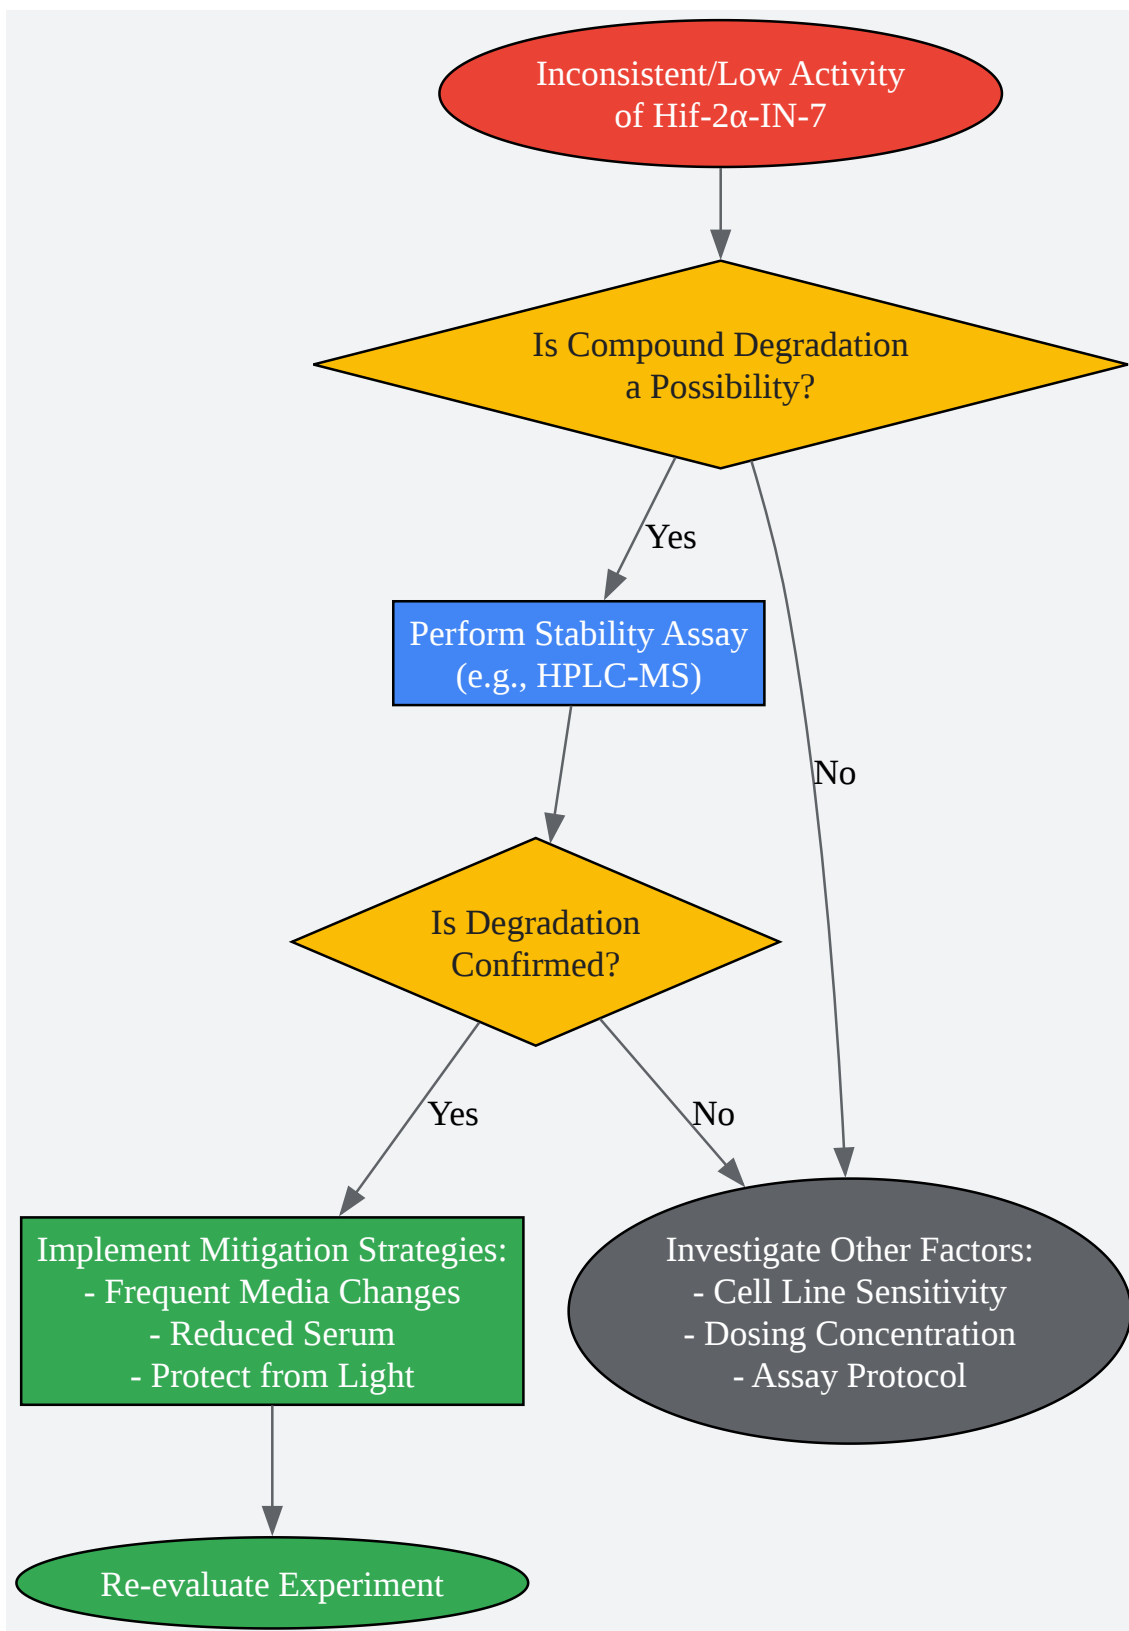 Inconsistent/Low Activity
of Hif-2α-IN-7
Is Compound Degradation
a Possibility?
Yes
Perform Stability Assay
(e.g., HPLC-MS)
No
Is Degradation
Confirmed?
Yes
No
Implement Mitigation Strategies:
- Frequent Media Changes
- Reduced Serum
- Protect from Light
Investigate Other Factors:
- Cell Line Sensitivity
- Dosing Concentration
- Assay Protocol
Re-evaluate Experiment